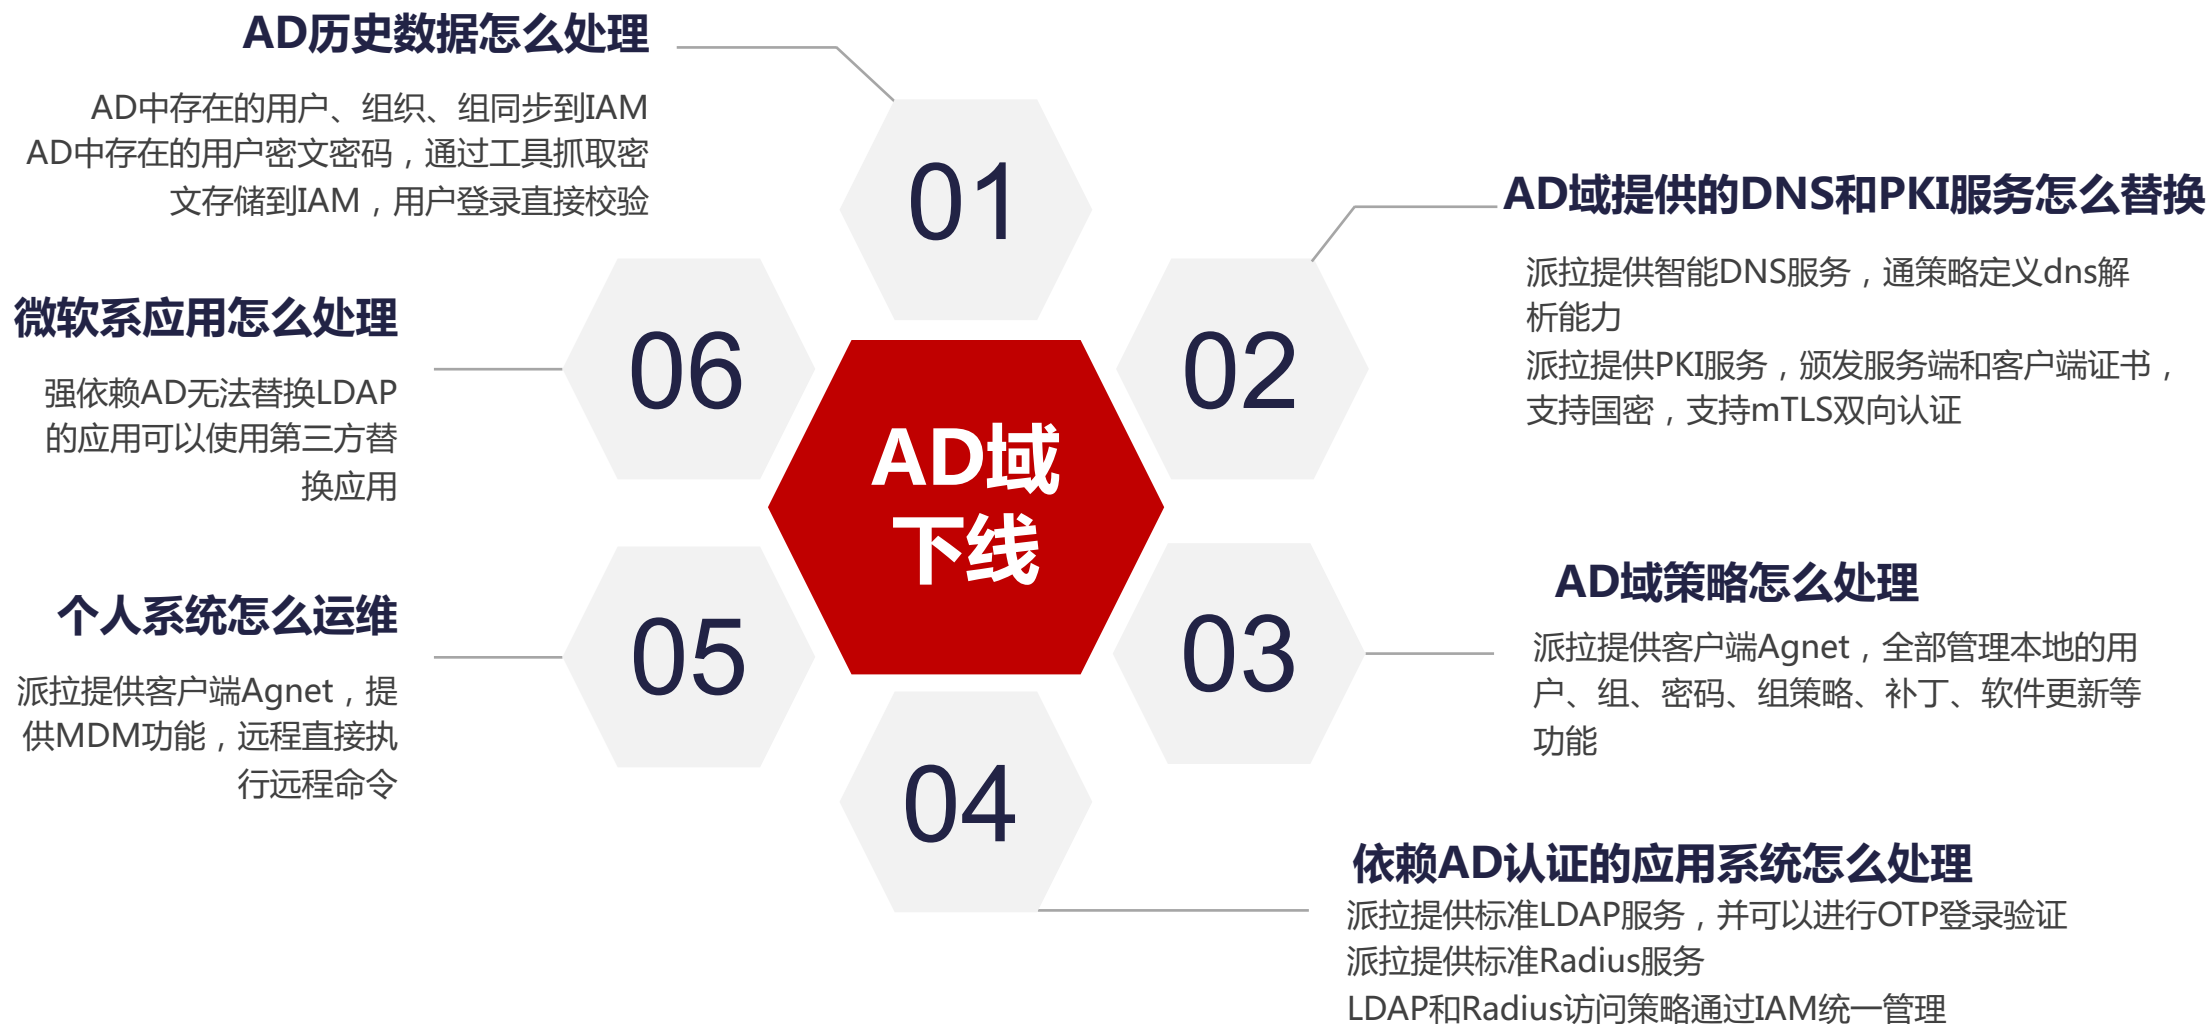 AD历史数据怎么处理
AD中存在的用户、组织、组同步到IAM
AD中存在的用户密文密码，通过工具抓取密
文存储到IAM，用户登录直接校验
01
AD域提供的DNS和PKI服务怎么替换
派拉提供智能DNS服务，通策略定义dns解
析能力
派拉提供PKI服务，颁发服务端和客户端证书，
支持国密，支持mTLS双向认证
02
AD域策略怎么处理
派拉提供客户端Agnet，全部管理本地的用
户、组、密码、组策略、补丁、软件更新等
功能
03
依赖AD认证的应用系统怎么处理
派拉提供标准LDAP服务，并可以进行OTP登录验证
派拉提供标准Radius服务
LDAP和Radius访问策略通过IAM统一管理
04
个人系统怎么运维
派拉提供客户端Agnet，提
供MDM功能，远程直接执
行远程命令
05
微软系应用怎么处理
强依赖AD无法替换LDAP
的应用可以使用第三方替
换应用
06
AD域
下线